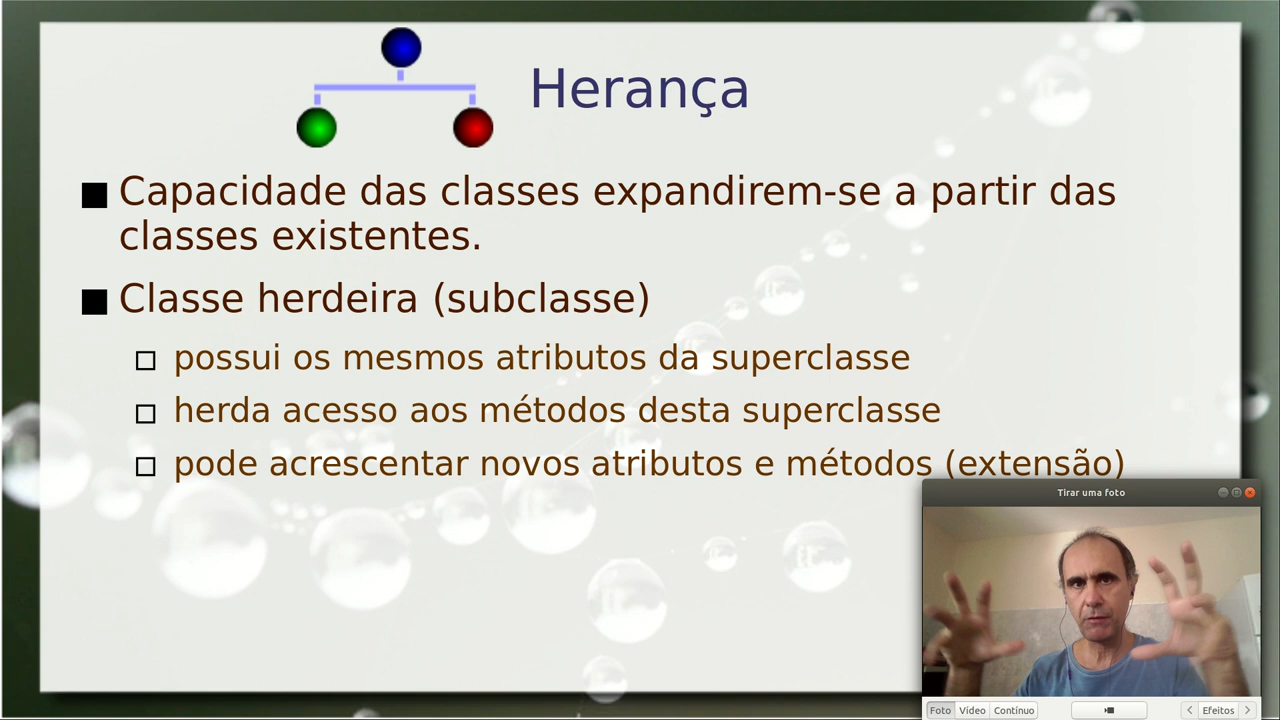 Herança
Capacidade das classes expandirem-se a partir das
classes existentes.
Classe herdeira (subclasse)
possui os mesmos atributos da superclasse
herda acesso aos métodos desta superclasse
pode acrescentar novos atributos e métodos (extensão)
Tirar uma foto
Foto Vídeo Contínuo Efeitos